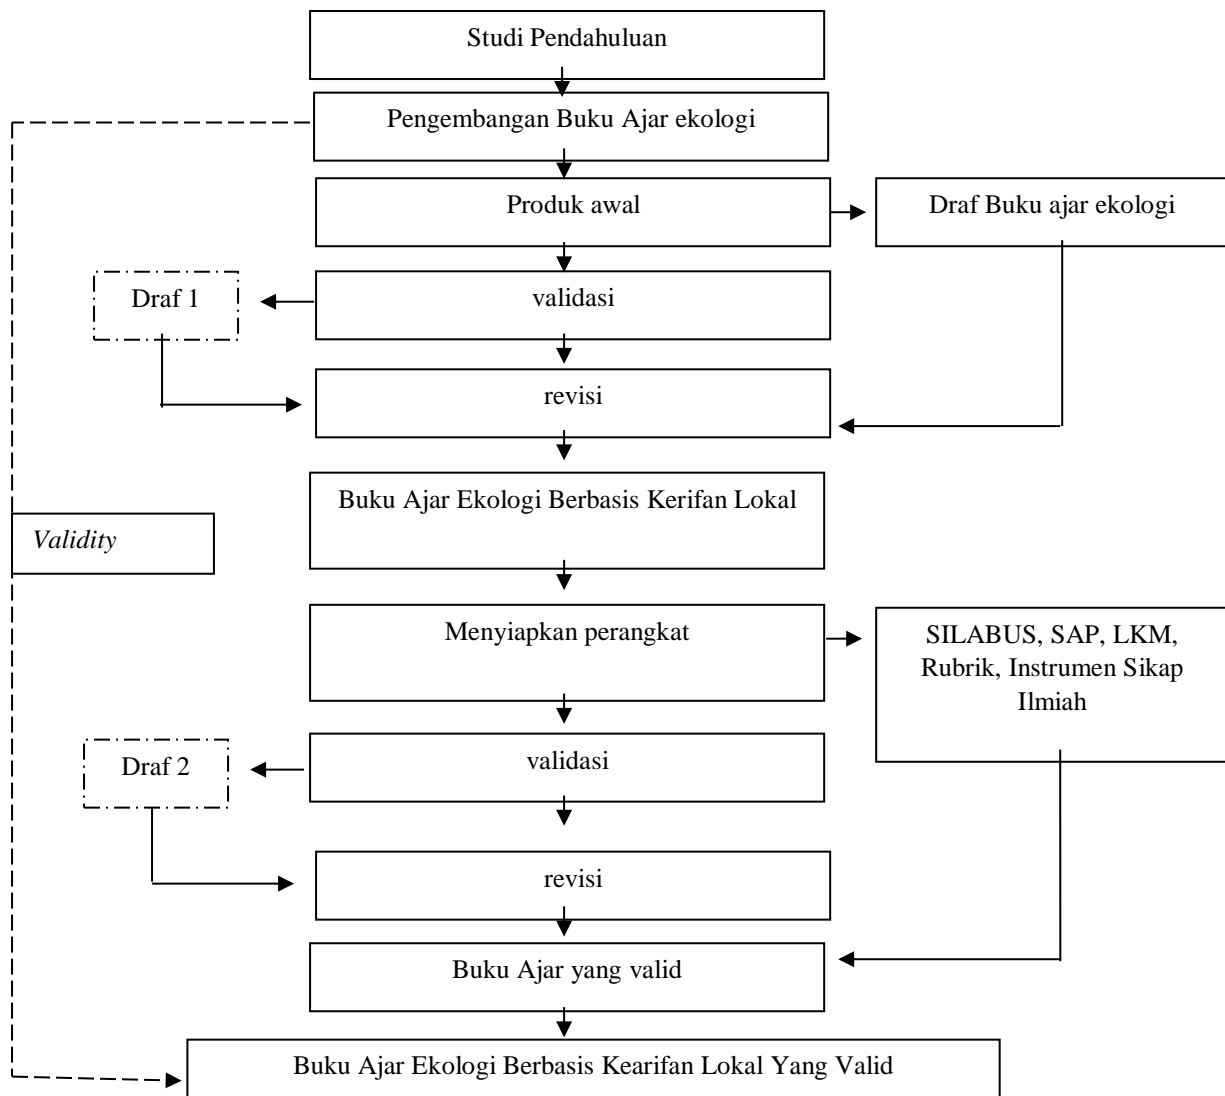 Studi Pendahuluan
Pengembangan Buku Ajar ekologi
Produk awal
Draf Buku ajar ekologi
Draf 1
validasi
revisi
Buku Ajar Ekologi Berbasis Kerifan Lokal
Validity
Menyiapkan perangkat
SILABUS, SAP, LKM,
Rubrik, Instrumen Sikap
Ilmiah
Draf 2
validasi
revisi
Buku Ajar yang valid
Buku Ajar Ekologi Berbasis Kearifan Lokal Yang Valid